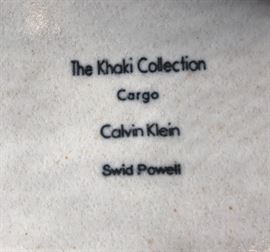 The Khaki Collection
Cargo
Calvin Klein
Swid Powell